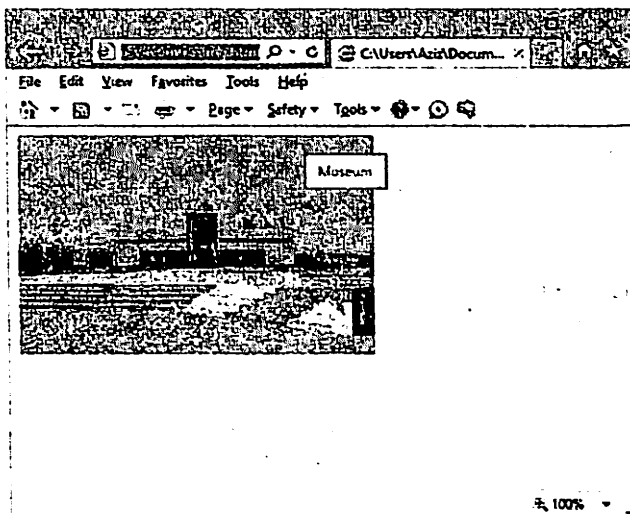 C:\Users\Aziz\Docum...
File Edit View Favorites Tools Help
Page Safety Tools
Museum
100%